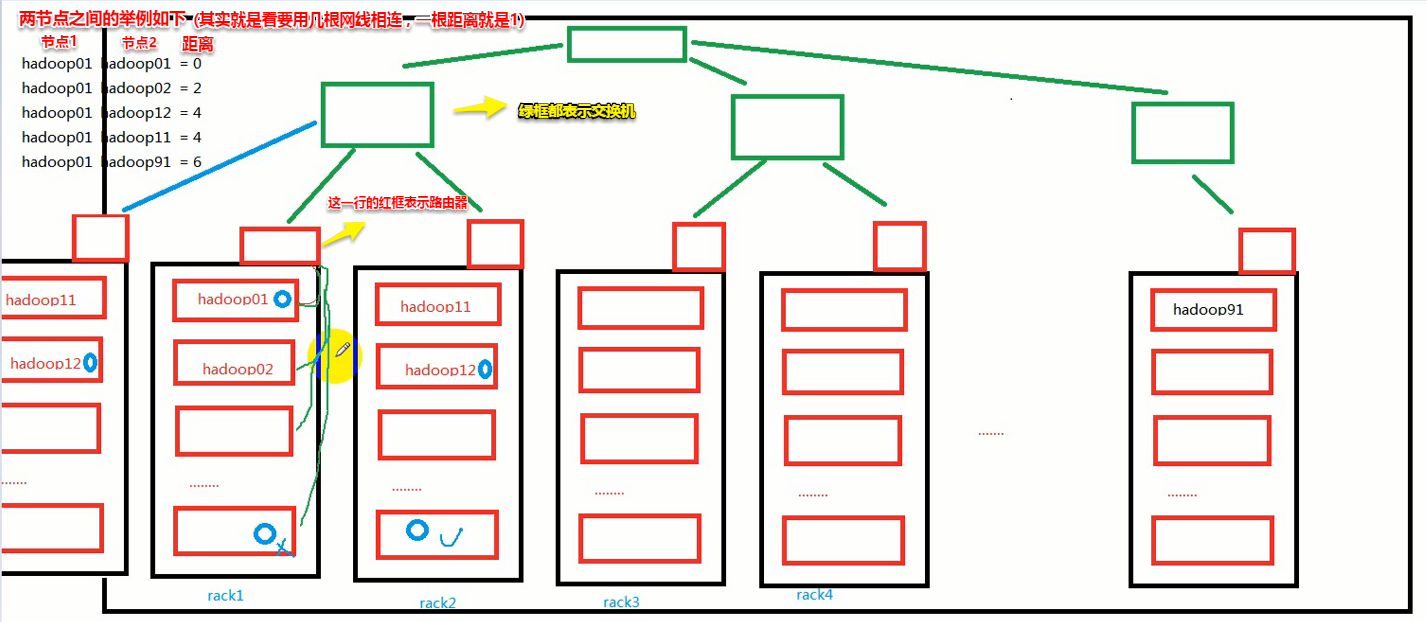 两节点之间的举例如下 (其实就是看要用几根网线相连，一根距离就是1)
节点1 节点2 距离
hadoop01 hadoop01 = 0
hadoop01 hadoop02 = 2
hadoop01 hadoop12 = 4
hadoop01 hadoop11 = 4
hadoop01 hadoop91 = 6
绿框都表示交换机
这一行的红框表示路由器
hadoop11
hadoop12
.......
hadoop01
hadoop02
........
rack1
hadoop11
hadoop12
........
rack2
........
rack3
........
rack4
.......
hadoop91
........